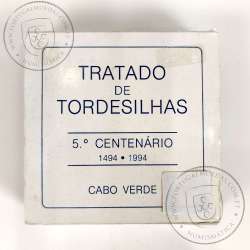 TRATADO
DE
TORDESILHAS
5.º CENTENÁRIO
1494 • 1994
CABO VERDE